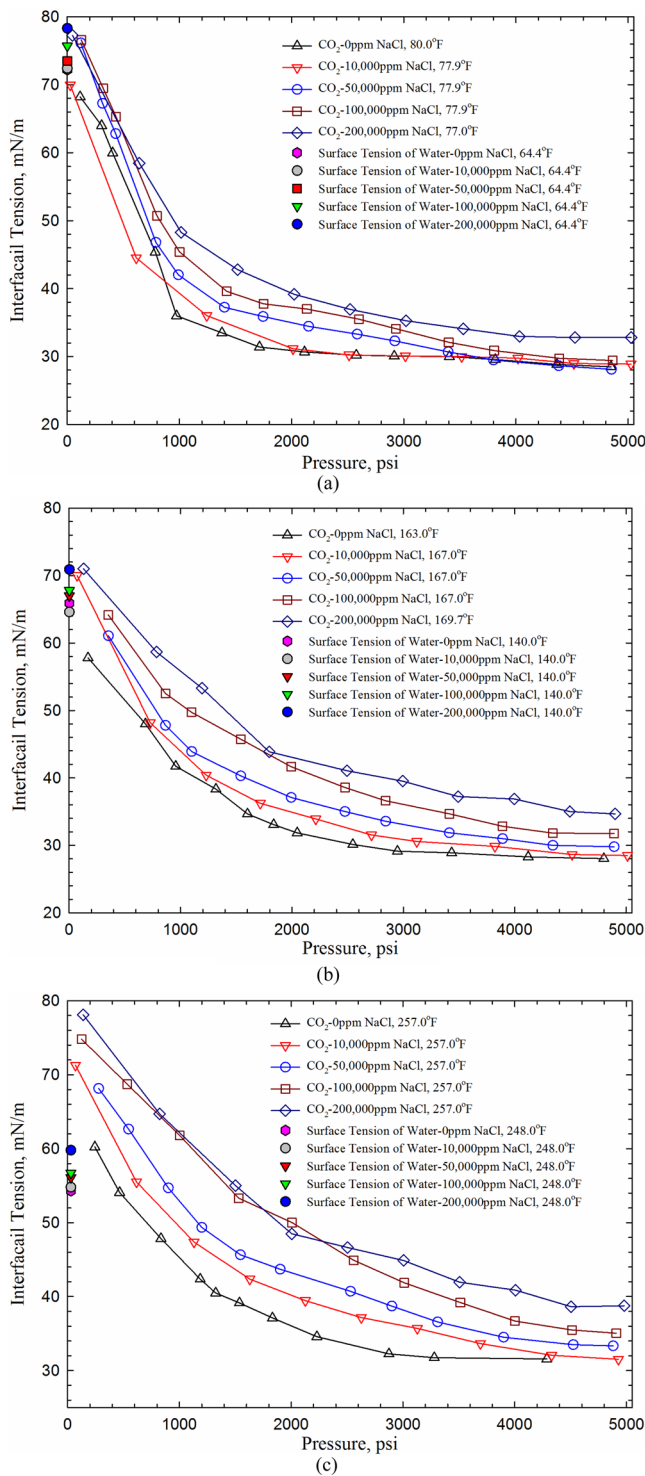 80
70
60
50
40
30
20
Interfacail Tension, mN/m
CO2-0ppm NaCl, 80.0°F
CO2-10,000ppm NaCl, 77.9°F
CO2-50,000ppm NaCl, 77.9°F
CO2-100,000ppm NaCl, 77.9°F
CO2-200,000ppm NaCl, 77.0°F
Surface Tension of Water-0ppm NaCl, 64.4°F
Surface Tension of Water-10,000ppm NaCl, 64.4°F
Surface Tension of Water-50,000ppm NaCl, 64.4°F
Surface Tension of Water-100,000ppm NaCl, 64.4°F
Surface Tension of Water-200,000ppm NaCl, 64.4°F
0 1000 2000 3000 4000 5000
Pressure, psi
(a)
80
70
60
50
40
30
20
Interfacail Tension, mN/m
CO2-0ppm NaCl, 163.0°F
CO2-10,000ppm NaCl, 167.0°F
CO2-50,000ppm NaCl, 167.0°F
CO2-100,000ppm NaCl, 167.0°F
CO2-200,000ppm NaCl, 169.7°F
Surface Tension of Water-0ppm NaCl, 140.0°F
Surface Tension of Water-10,000ppm NaCl, 140.0°F
Surface Tension of Water-50,000ppm NaCl, 140.0°F
Surface Tension of Water-100,000ppm NaCl, 140.0°F
Surface Tension of Water-200,000ppm NaCl, 140.0°F
0 1000 2000 3000 4000 5000
Pressure, psi
(b)
80
70
60
50
40
30
Interfacail Tension, mN/m
CO2-0ppm NaCl, 257.0°F
CO2-10,000ppm NaCl, 257.0°F
CO2-50,000ppm NaCl, 257.0°F
CO2-100,000ppm NaCl, 257.0°F
CO2-200,000ppm NaCl, 257.0°F
Surface Tension of Water-0ppm NaCl, 248.0°F
Surface Tension of Water-10,000ppm NaCl, 248.0°F
Surface Tension of Water-50,000ppm NaCl, 248.0°F
Surface Tension of Water-100,000ppm NaCl, 248.0°F
Surface Tension of Water-200,000ppm NaCl, 248.0°F
0 1000 2000 3000 4000 5000
Pressure, psi
(c)